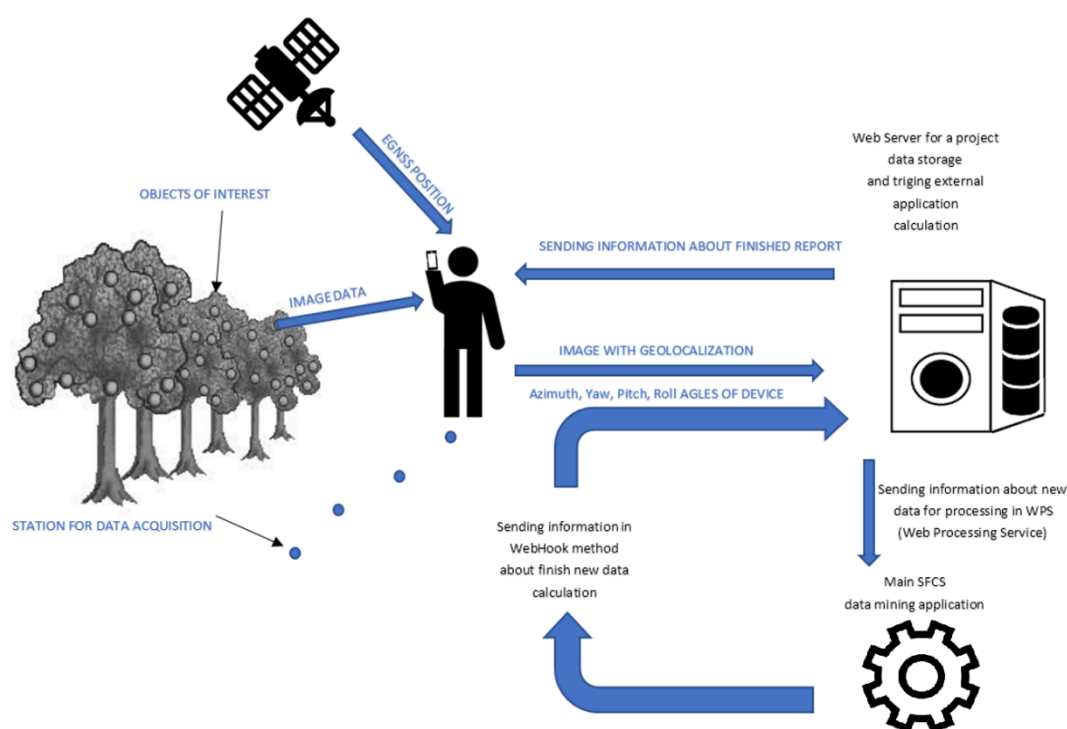 EGNSS POSITION
OBJECTS OF INTEREST
Web Server for a project
data storage
and triging external
application
calculation
SENDING INFORMATION ABOUT FINISHED REPORT
IMAGE DATA
IMAGE WITH GEOLOCALIZATION
Azimuth, Yaw, Pitch, Roll AGLES OF DEVICE
STATION FOR DATA ACQUISITION
Sending information in
WebHook method
about finish new data
calculation
Sending information about new
data for processing in WPS
(Web Processing Service)
Main SFCS
data mining application